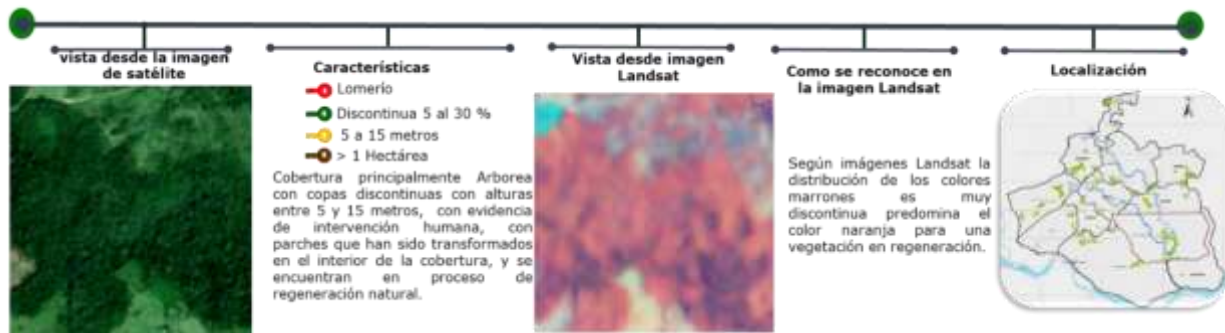 vista desde la imagen
de satélite
Características
Lomerío
Discontinua 5 al 30 %
5 a 15 metros
> 1 Hectárea
Cobertura principalmente Arborea
con copas discontinuas con alturas
entre 5 y 15 metros, con evidencia
de intervención humana, con
parches que han sido transformados
en el interior de la cobertura, y se
encuentran en proceso de
regeneración natural.
Vista desde imagen
Landsat
Como se reconoce en
la imagen Landsat
Según imágenes Landsat la
distribución de los colores
marrones es muy
discontinua predomina el
color naranja para una
vegetación en regeneración.
Localización